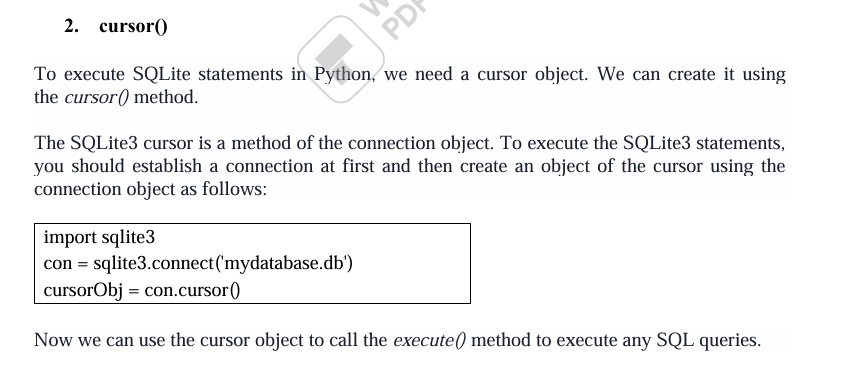 2. cursor()
To execute SQLite statements in Python, we need a cursor object. We can create it using
the cursor() method.
The SQLite3 cursor is a method of the connection object. To execute the SQLite3 statements,
you should establish a connection at first and then create an object of the cursor using the
connection object as follows:
import sqlite3
con = sqlite3.connect('mydatabase.db')
cursorObj = con.cursor()
Now we can use the cursor object to call the execute() method to execute any SQL queries.